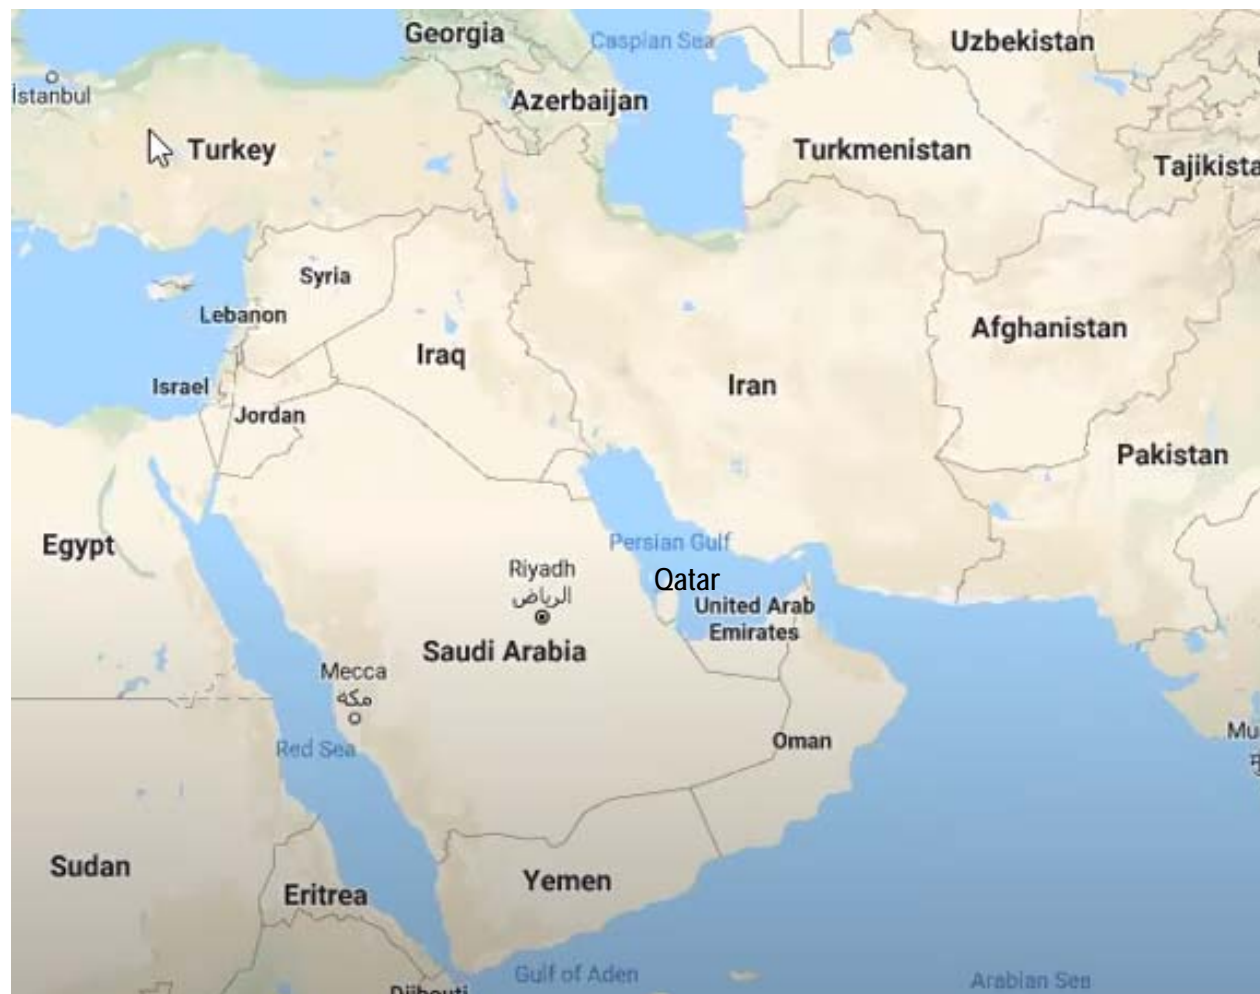 Georgia
Caspian Sea
Uzbekistan
İstanbul
Azerbaijan
Turkey
Turkmenistan
Tajikista
Syria
Lebanon
Afghanistan
Iraq
Israel
Iran
Jordan
Pakistan
Egypt
Persian Gulf
Riyadh
الرياض
Qatar
United Arab
Emirates
Saudi Arabia
Mecca
مكة
Red Sea
Oman
Mu
Sudan
Eritrea
Yemen
Gulf of Aden
Arabian Sea
Djibouti